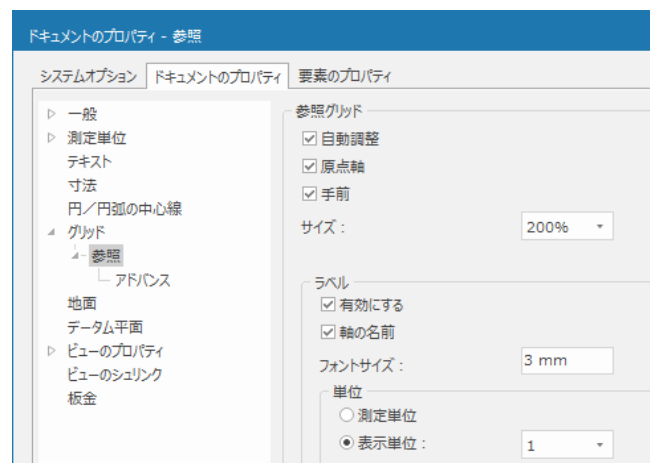 ドキュメントのプロパティ - 参照
システムオプション ドキュメントのプロパティ 要素のプロパティ
一般
測定単位
テキスト
寸法
円／円弧の中心線
グリッド
参照
アドバンス
地面
データム平面
ビューのプロパティ
ビューのシュリンク
板金
参照グリッド
自動調整
原点軸
手前
サイズ： 200%
ラベル
有効にする
軸の名前
フォントサイズ： 3 mm
単位
測定単位
表示単位： 1